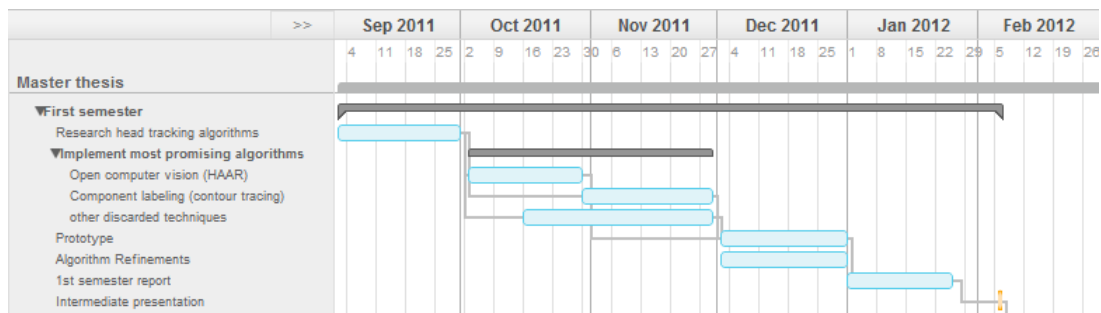 >> Sep 2011 Oct 2011 Nov 2011 Dec 2011 Jan 2012 Feb 2012
4 11 18 25 2 9 16 23 30 6 13 20 27 4 11 18 25 1 8 15 22 29 5 12 19 26
Master thesis
First semester
Research head tracking algorithms
Implement most promising algorithms
Open computer vision (HAAR)
Component labeling (contour tracing)
other discarded techniques
Prototype
Algorithm Refinements
1st semester report
Intermediate presentation